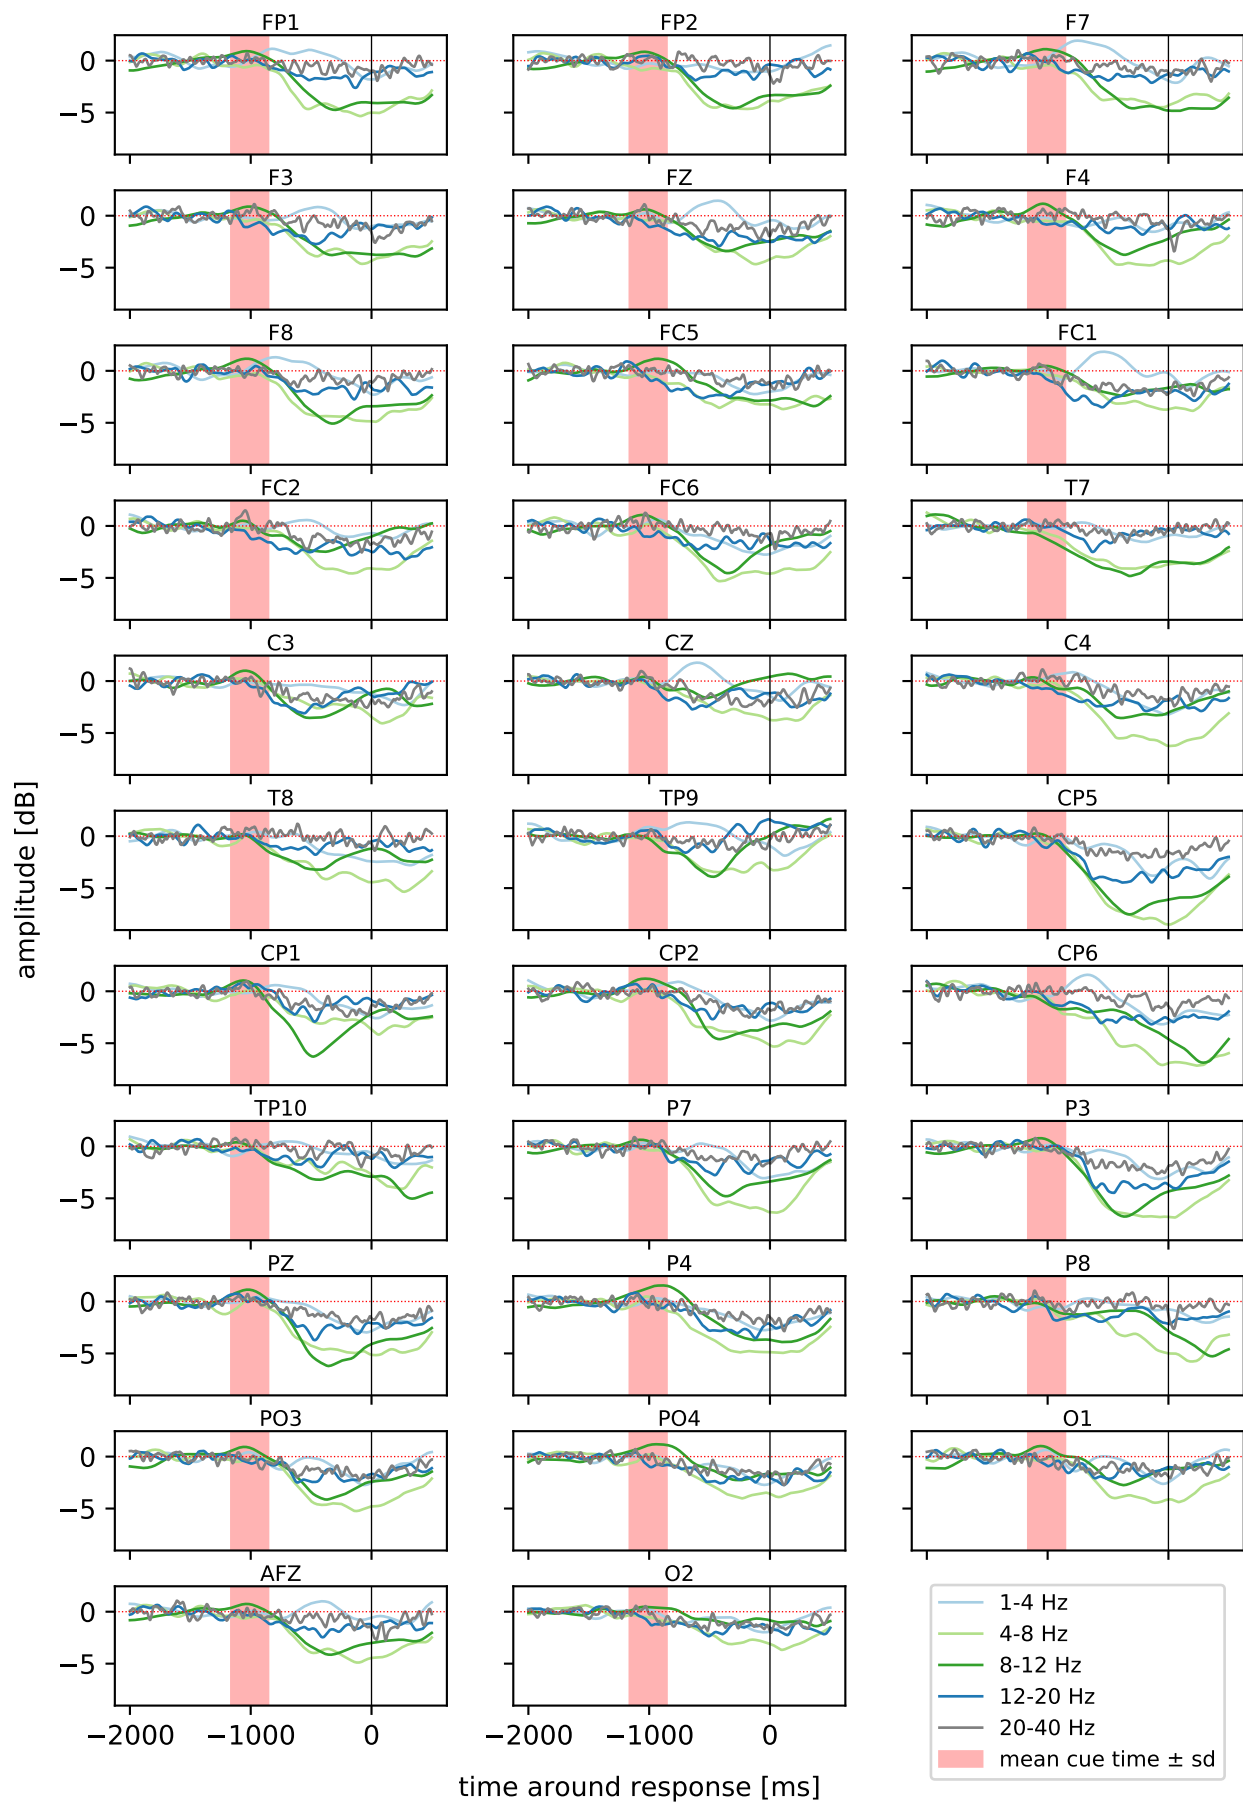 FP1 FP2 F7
0
−5
F3 FZ F4
0
−5
F8 FC5 FC1
0
−5
FC2 FC6 T7
0
−5
C3 CZ C4
0
−5
T8 TP9 CP5
0
−5
CP1 CP2 CP6
0
−5
TP10 P7 P3
0
−5
PZ P4 P8
0
−5
PO3 PO4 O1
0
−5
AFZ O2
0
−5
−2000 −1000 0 −2000 −1000 0
amplitude [dB]
time around response [ms]
1-4 Hz
4-8 Hz
8-12 Hz
12-20 Hz
20-40 Hz
mean cue time ± sd